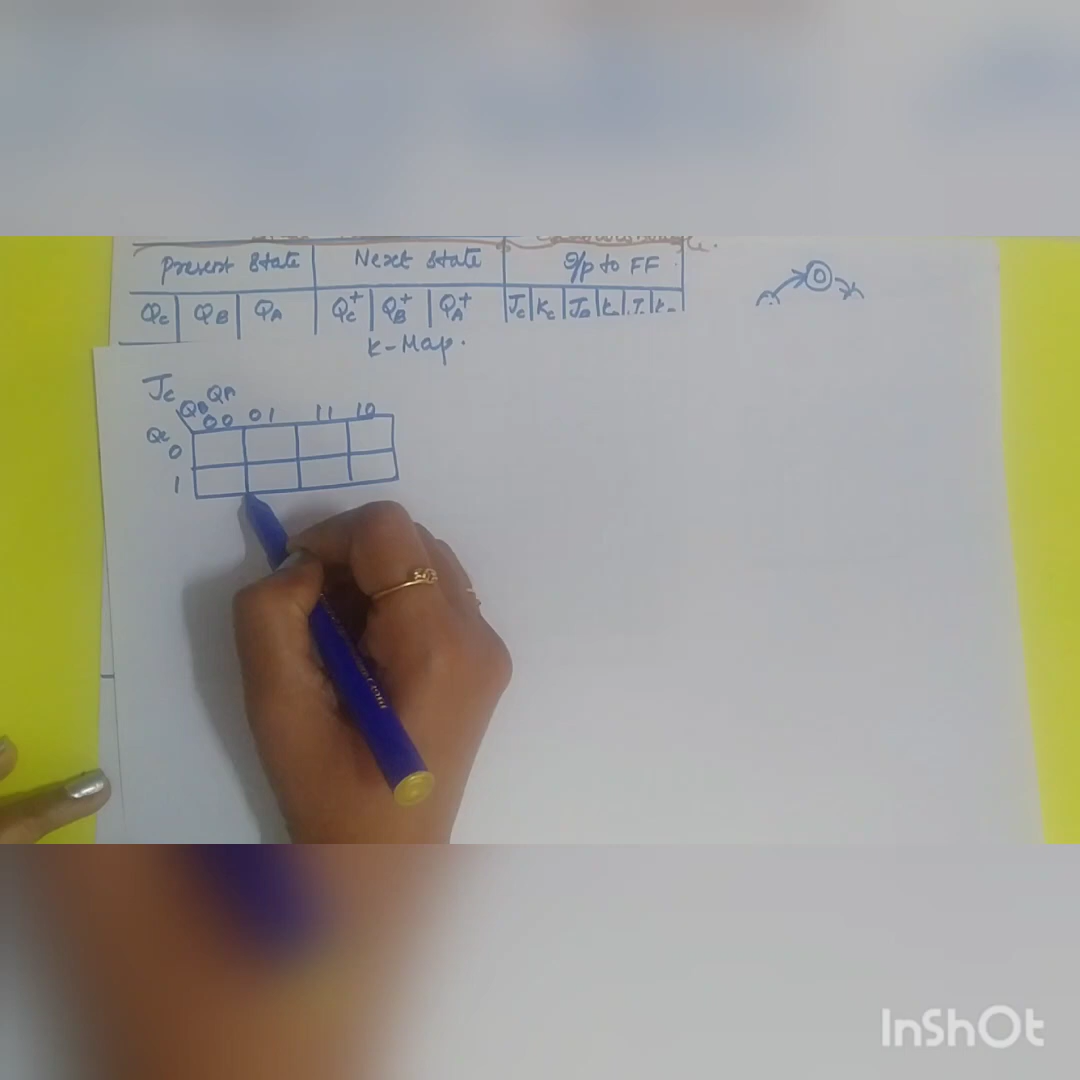 Present State Next State I/p to FF
QC QB QA QC+ QB+ QA+ JC KC JB
0
K-Map.
JC
QB QA
00 01 11 10
QC
0
1
InShOt